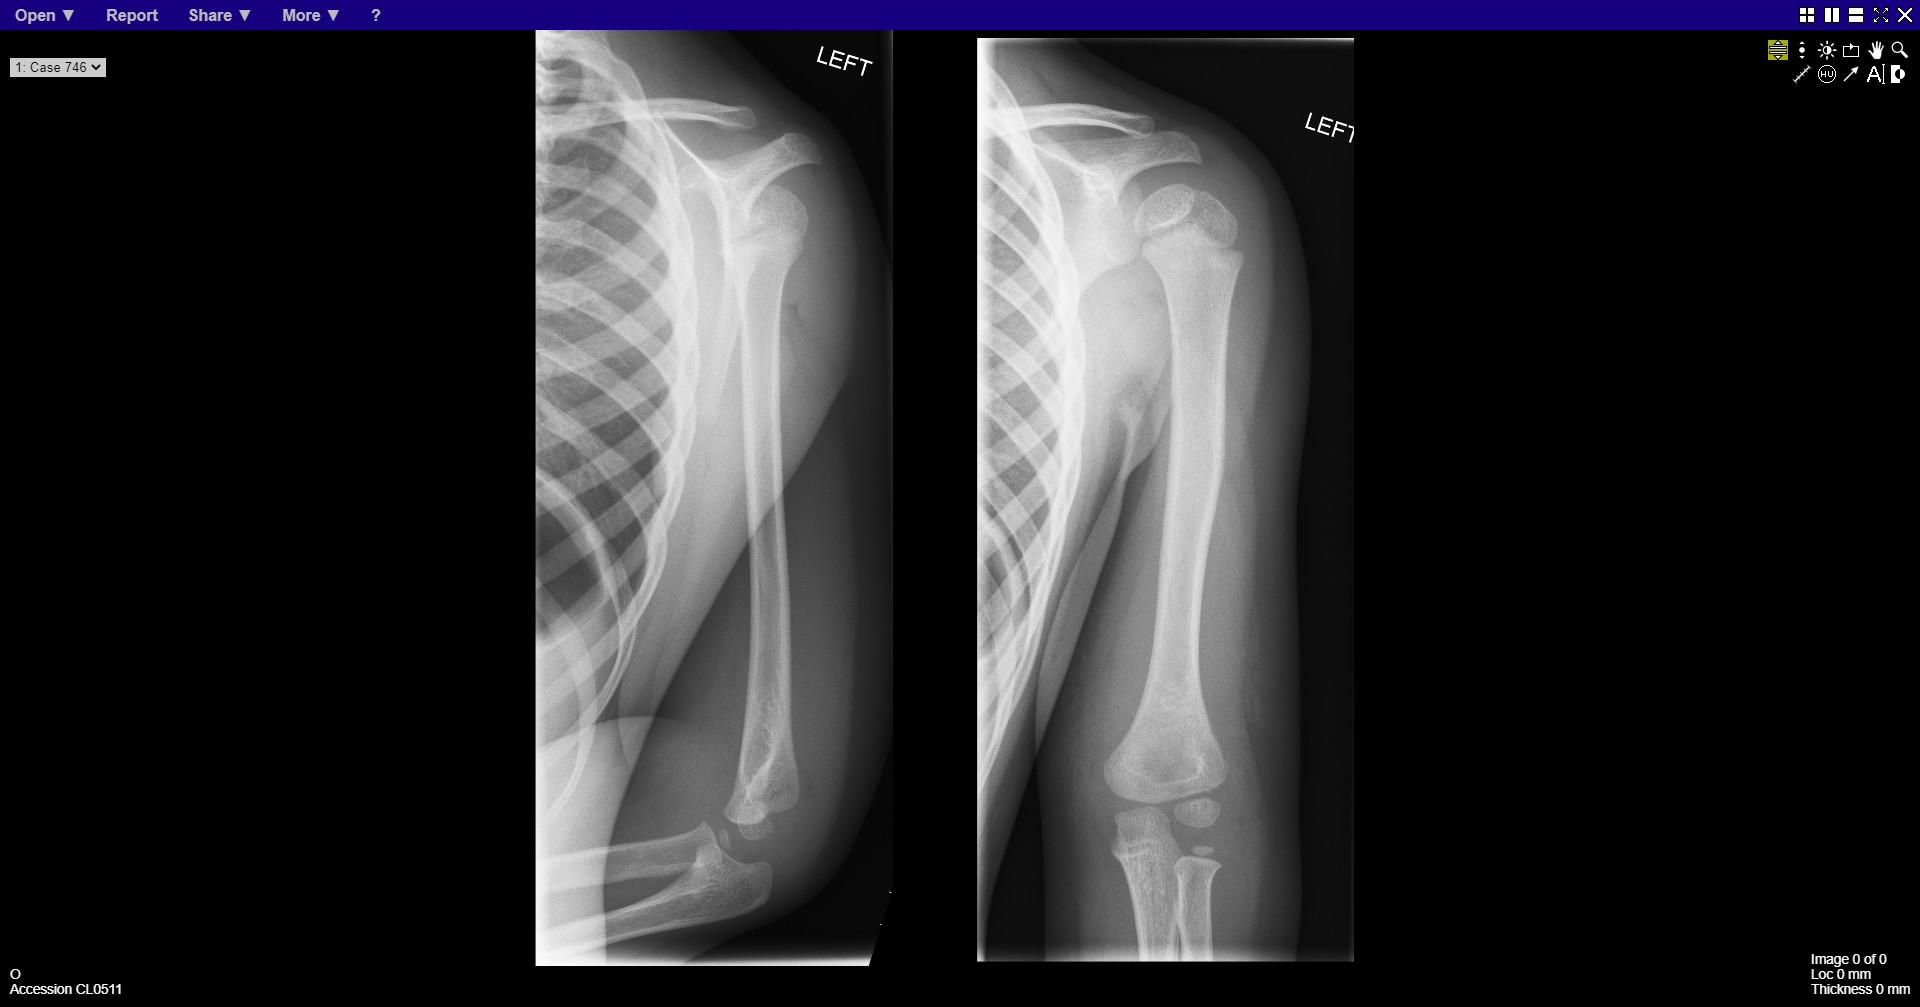 Open ▼ Report Share ▼ More ▼ ?
1: Case 746
LEFT
LEFT
HU
A
O
Accession CL0511
Image 0 of 0
Loc 0 mm
Thickness 0 mm